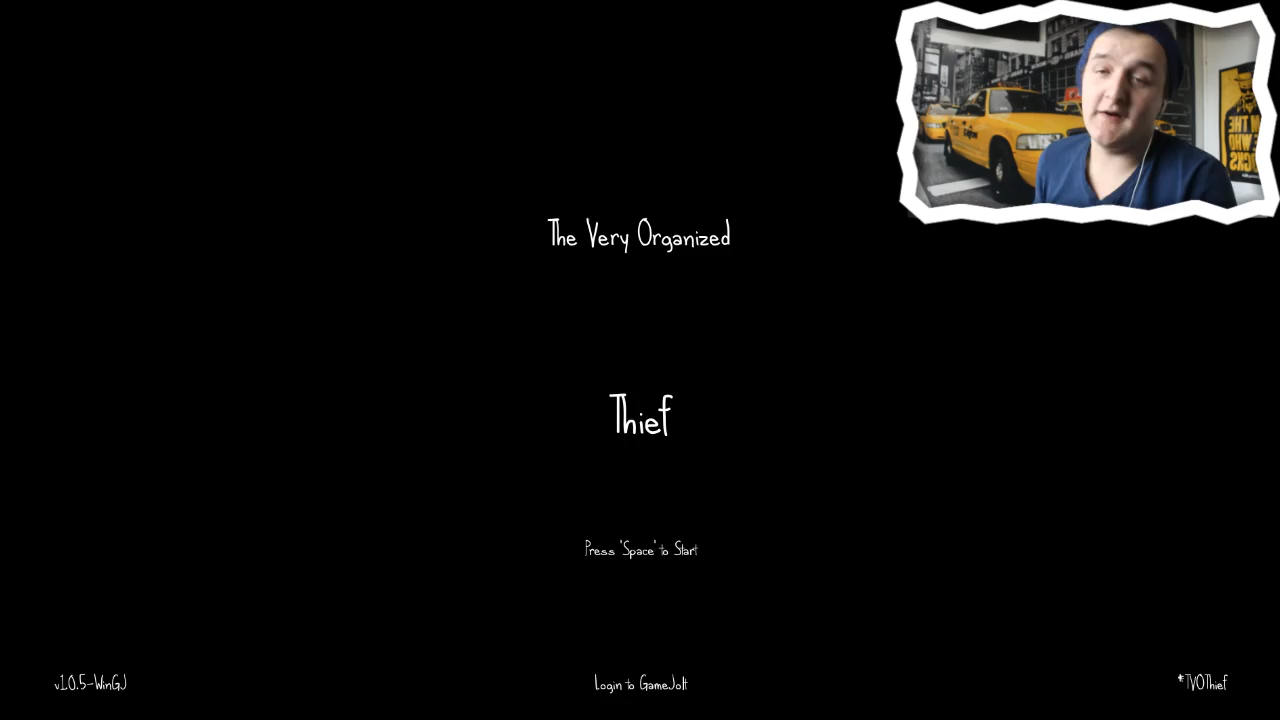 The Very Organized
Thief
Press 'Space' to Start
v1.0.5-WinGJ
Login to GameJolt
*TVOThief